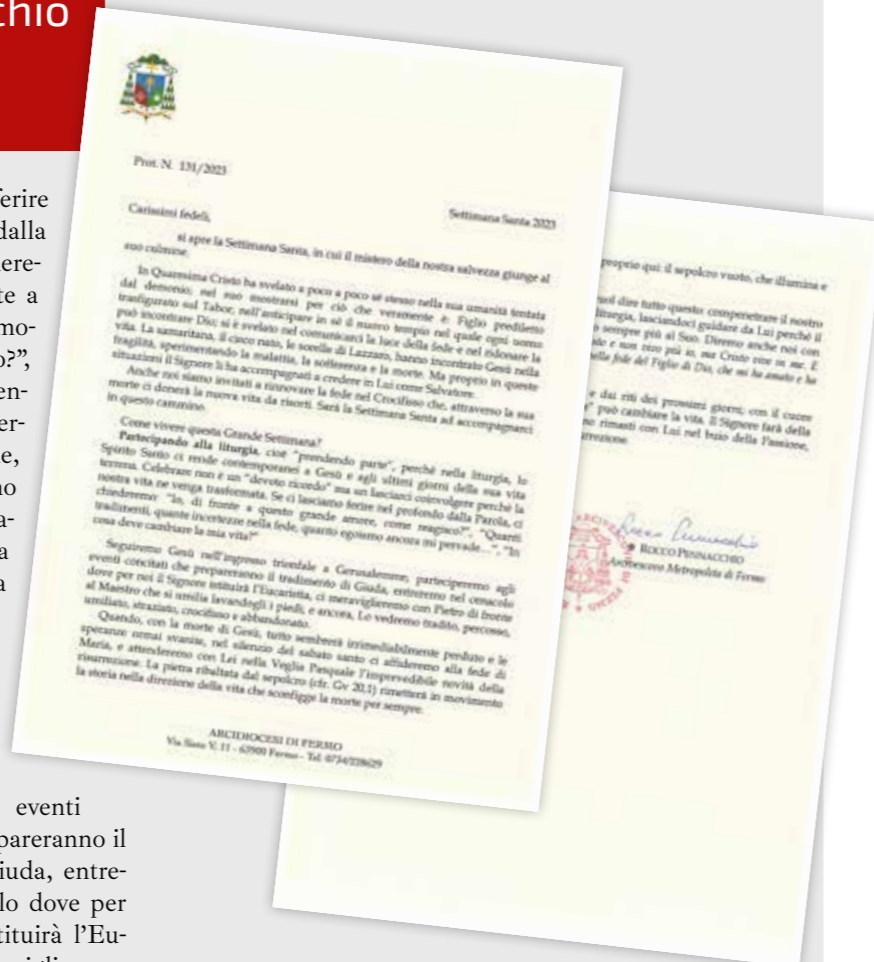 chio
ferire
dalla
dere-
te a
mo-
o?",
en-
er-
e,
no
a-
a
a
eventi
pareranno il
iuda, entre-
lo dove per
tituirà l'Eu-
Prot. N. 131/2023
Settimana Santa 2023
Carissimi fedeli,
si apre la Settimana Santa, in cui il mistero della nostra salvezza giunge al
suo culmine.
In Quaresima Cristo ha svelato a poco a poco sé stesso nella sua umanità tentata
dal demonio; nel suo mostrarsi per ciò che veramente è: Figlio prediletto
trasfigurato sul Tabor, nell'anticipare in sé il nuovo tempio nel quale ogni uomo
può incontrare Dio; si è svelato nel comunicarci la luce della fede e nel ridonare la
vita. La samaritana, il cieco nato, le sorelle di Lazzaro, hanno incontrato Gesù nella
fragilità, sperimentando la malattia, la sofferenza e la morte. Ma proprio in queste
situazioni il Signore li ha accompagnati a credere in Lui come Salvatore.
Anche noi siamo invitati a rinnovare la fede nel Crocifisso che, attraverso la sua
morte ci donerà la nuova vita da risorti. Sarà la Settimana Santa ad accompagnarci
in questo cammino.
Come vivere questa Grande Settimana?
Partecipando alla liturgia, cioè "prendendo parte", perché nella liturgia, lo
Spirito Santo ci rende contemporanei a Gesù e agli ultimi giorni della sua vita
terrena. Celebrare non è un "devoto ricordo" ma un lasciarci coinvolgere perché la
nostra vita ne venga trasformata. Se ci lasciamo ferire nel profondo dalla Parola, ci
chiederemo: "Io, di fronte a questo grande amore, come reagisco?", "Quanti
tradimenti, quante incertezze nella fede, quanto egoismo ancora mi pervade…", "In
cosa deve cambiare la mia vita?"
Seguiremo Gesù nell'ingresso trionfale a Gerusalemme, parteciperemo agli
eventi concitati che prepareranno il tradimento di Giuda, entreremo nel cenacolo
dove per noi il Signore istituirà l'Eucaristia, ci meraviglieremo con Pietro di fronte
al Maestro che si umilia lavandogli i piedi; e ancora, Lo vedremo tradito, percosso,
umiliato, straziato, crocifisso e abbandonato.
Quando, con la morte di Gesù, tutto sembrerà irrimediabilmente perduto e le
speranze ormai svanite, nel silenzio del sabato santo ci affideremo alla fede di
Maria, e attenderemo con Lei nella Veglia Pasquale l'imprevedibile novità della
risurrezione. La pietra ribaltata dal sepolcro (cfr. Gv 20,1) rimetterà in movimento
la storia nella direzione della vita che sconfigge la morte per sempre.
ARCIDIOCESI DI FERMO
Via Sisto V, 11 - 63900 Fermo - Tel. 0734/228629
proprio qui: il sepolcro vuoto, che illumina e
vuol dire tutto questo: compenetrare il nostro
liturgia, lasciandoci guidare da Lui perché il
sempre più al Suo. Diremo anche noi con
e non vivo più io, ma Cristo vive in me. E
nella fede del Figlio di Dio, che mi ha amato e ha
e dai riti dei prossimi giorni, con il cuore
può cambiare la vita. Il Signore farà della
rimasti con Lui nel buio della Passione,
Rocco Pennacchio
ROCCO PENNACCHIO
Arcivescovo Metropolita di Fermo